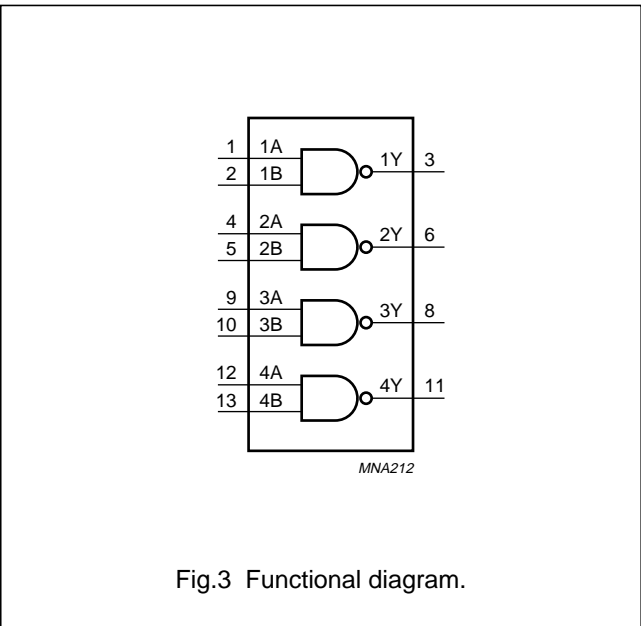 1 1A
2 1B
1Y 3
4 2A
5 2B
2Y 6
9 3A
10 3B
3Y 8
12 4A
13 4B
4Y 11
MNA212
Fig.3 Functional diagram.